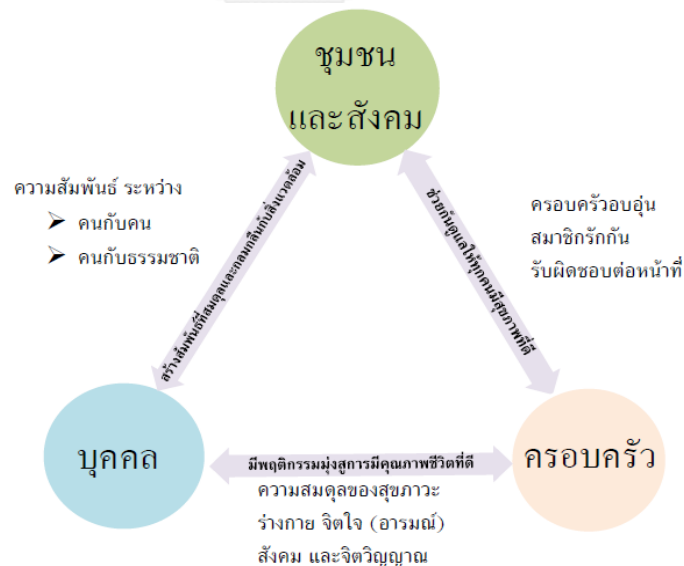 ชุมชน
และสังคม
สร้างสัมพันธ์ที่สมดุลและกลมกลืนกับสิ่งแวดล้อม
ช่วยกันดูแลให้ทุกคนมีสุขภาพที่ดี
ความสัมพันธ์ ระหว่าง
➢ คนกับคน
➢ คนกับธรรมชาติ
ครอบครัวอบอุ่น
สมาชิกรักกัน
รับผิดชอบต่อหน้าที่
บุคคล
มีพฤติกรรมมุ่งสู่การมีคุณภาพชีวิตที่ดี
ครอบครัว
ความสมดุลของสุขภาวะ
ร่างกาย จิตใจ (อารมณ์)
สังคม และจิตวิญญาณ